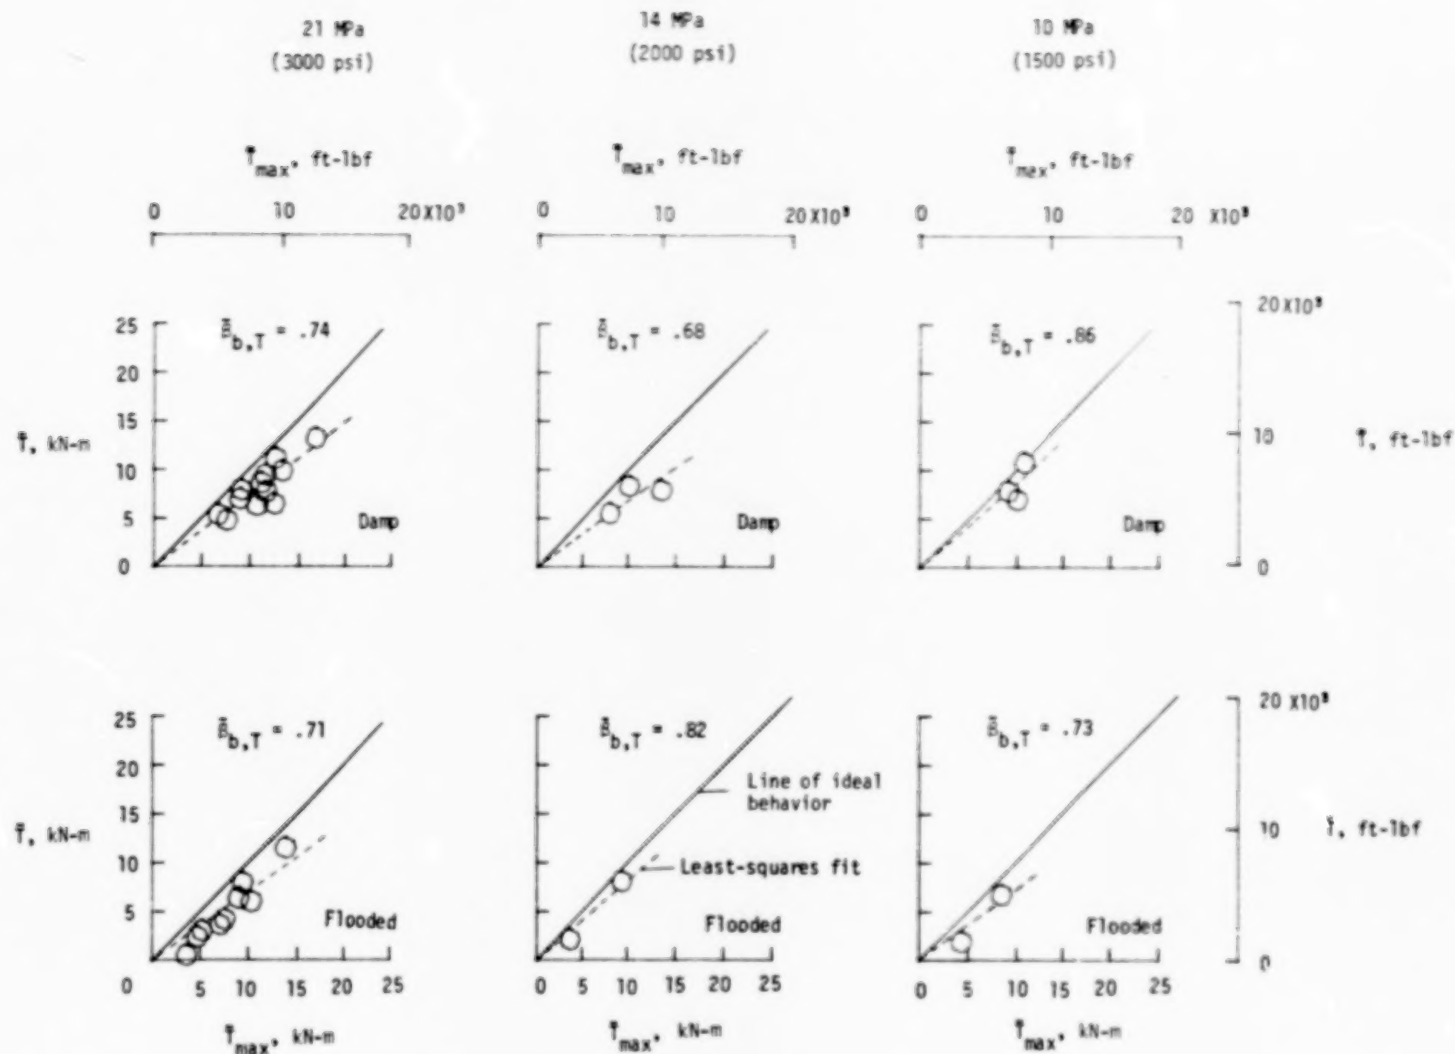 21 MPa
(3000 psi)
14 MPa
(2000 psi)
10 MPa
(1500 psi)
T̄max, ft-lbf
T̄max, ft-lbf
T̄max, ft-lbf
0 10 20X10³
0 10 20X10³
0 10 20 X10³
B̄b,T = .74
B̄b,T = .68
B̄b,T = .86
20X10³
25
20
15
10
5
0
T̄, kN-m
10
T̄, ft-lbf
0
Damp
Damp
Damp
B̄b,T = .71
B̄b,T = .82
B̄b,T = .73
20 X10³
25
20
15
10
5
0
T̄, kN-m
Line of ideal
behavior
Least-squares fit
10
T̄, ft-lbf
0
Flooded
Flooded
Flooded
5 10 15 20 25
0 5 10 15 20 25
0 5 10 15 20 25
T̄max, kN-m
T̄max, kN-m
T̄max, kN-m